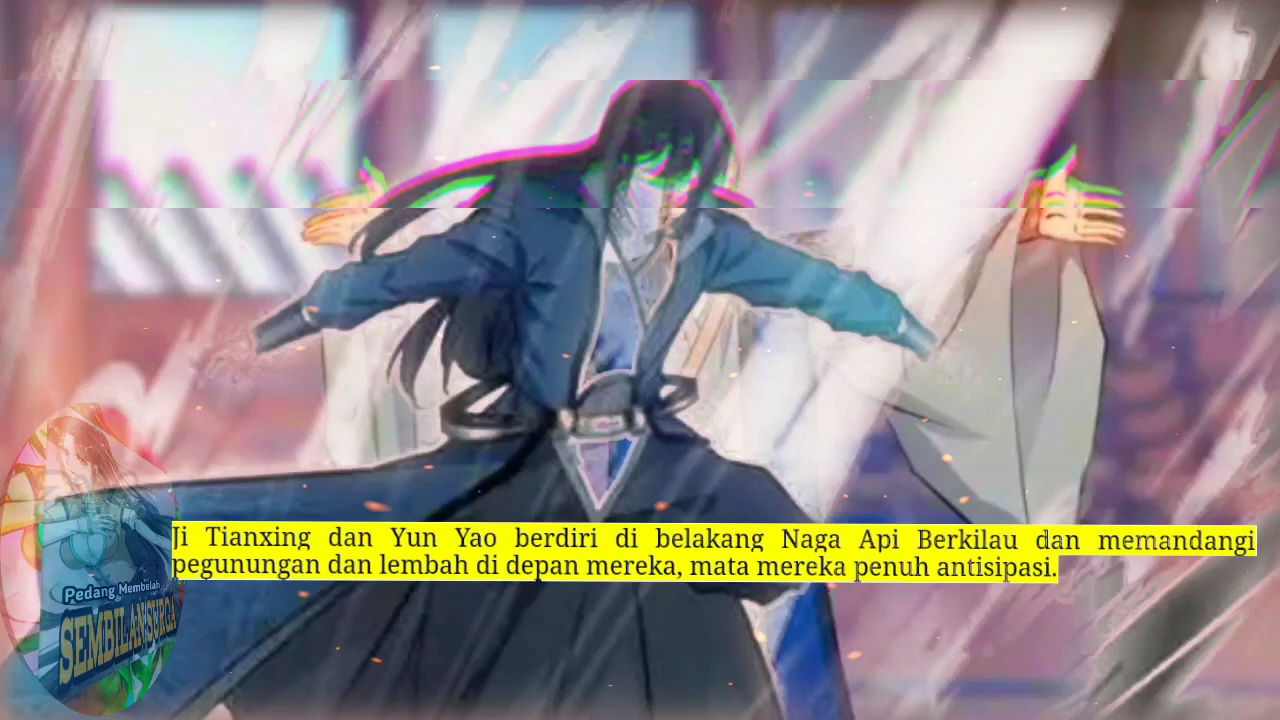 Ji Tianxing dan Yun Yao berdiri di belakang Naga Api Berkilau dan memandangi
pegunungan dan lembah di depan mereka, mata mereka penuh antisipasi.
Pedang Membelah
SEMBILAN SURGA